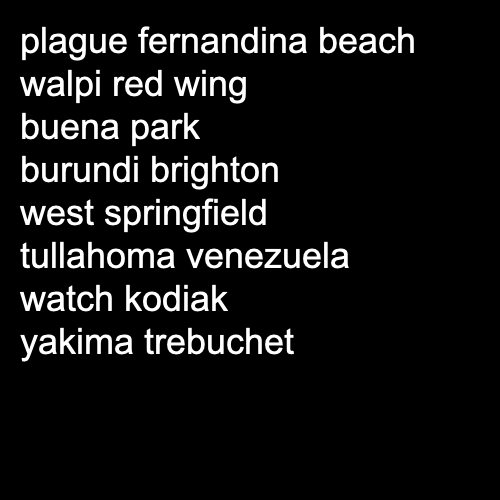 plague fernandina beach
walpi red wing
buena park
burundi brighton
west springfield
tullahoma venezuela
watch kodiak
yakima trebuchet